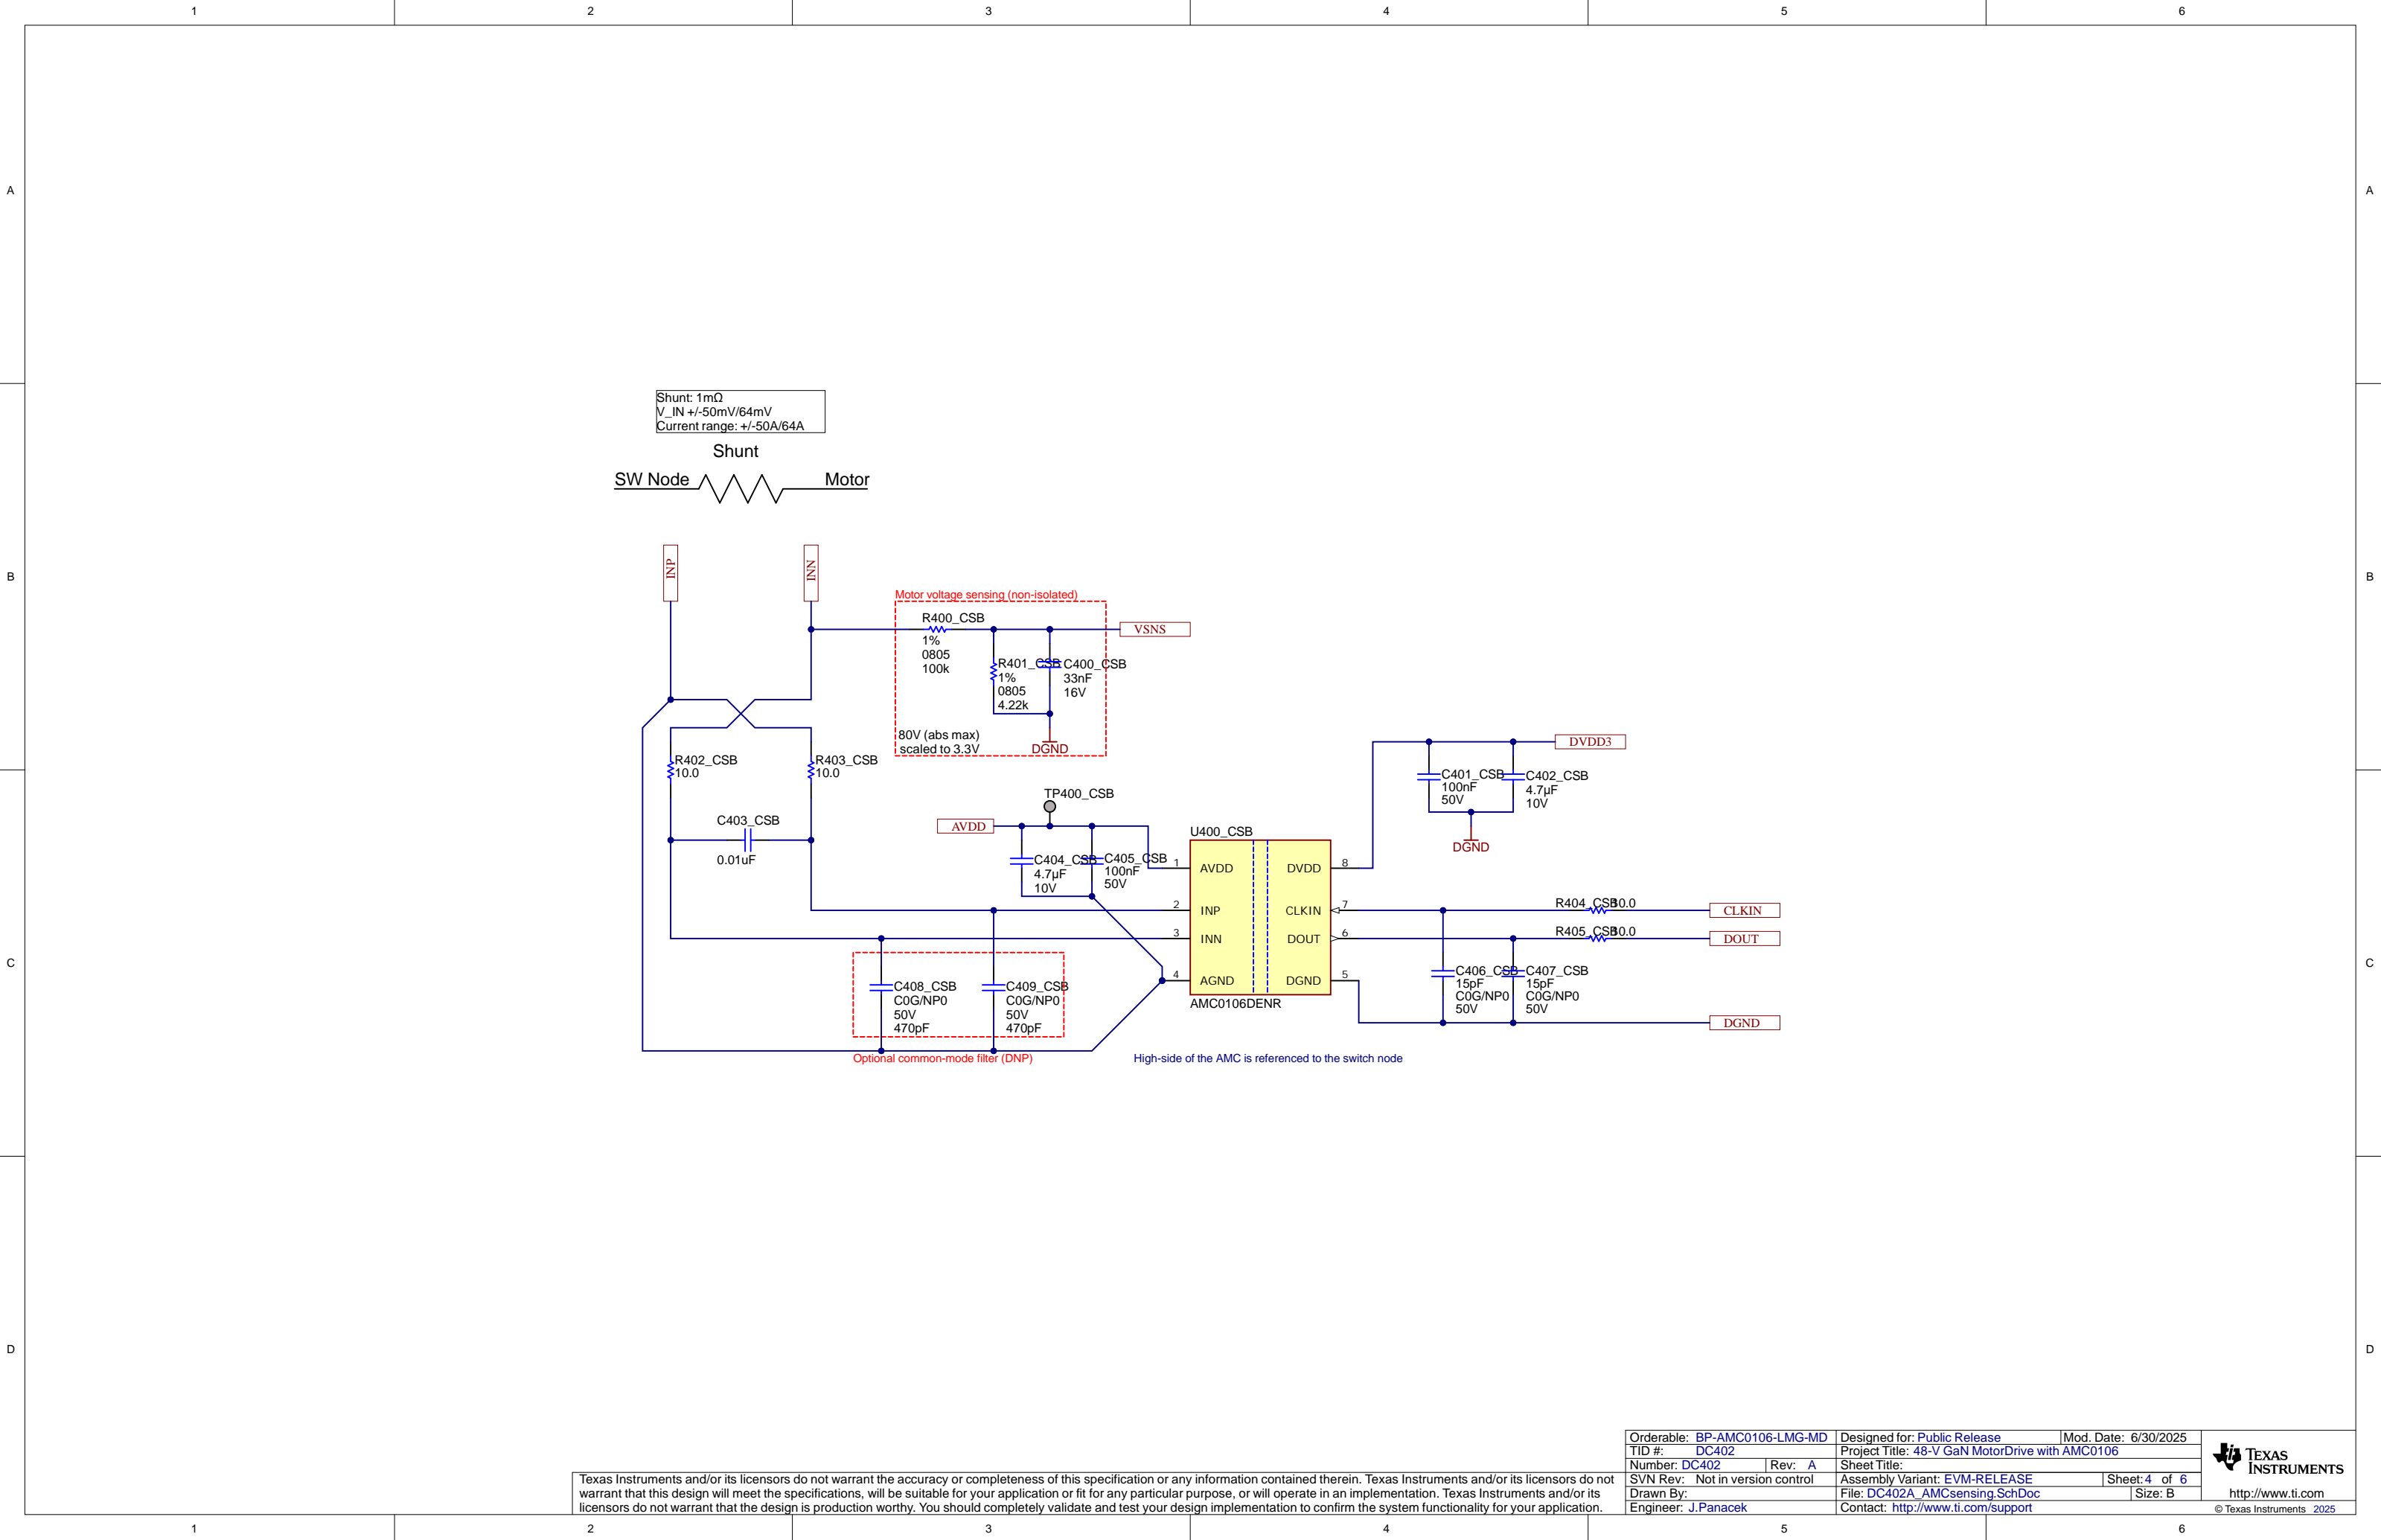 1 2 3 4 5 6
A A
Shunt: 1mΩ
V_IN +/-50mV/64mV
Current range: +/-50A/64A
Shunt
SW Node Motor
INP INN
B B
Motor voltage sensing (non-isolated)
R400_CSB
1%
0805
100k
VSNS
R401_CSB
1%
0805
4.22k
C400_CSB
33nF
16V
80V (abs max)
scaled to 3.3V
DGND
DVDD3
R402_CSB
10.0
R403_CSB
10.0
C401_CSB
100nF
50V
C402_CSB
4.7µF
10V
DGND
TP400_CSB
C403_CSB
0.01uF
AVDD
C404_CSB
4.7µF
10V
C405_CSB
100nF
50V
U400_CSB
1 AVDD DVDD 8
2 INP CLKIN 7
3 INN DOUT 6
4 AGND DGND 5
AMC0106DENR
R404_CSB
CLKIN
R405_CSB
DOUT
C C
C406_CSB
15pF
C0G/NP0
50V
C407_CSB
15pF
C0G/NP0
50V
DGND
C408_CSB
C0G/NP0
50V
470pF
C409_CSB
C0G/NP0
50V
470pF
Optional common-mode filter (DNP)
High-side of the AMC is referenced to the switch node
D D
Texas Instruments and/or its licensors do not warrant the accuracy or completeness of this specification or any information contained therein. Texas Instruments and/or its licensors do not
warrant that this design will meet the specifications, will be suitable for your application or fit for any particular purpose, or will operate in an implementation. Texas Instruments and/or its
licensors do not warrant that the design is production worthy. You should completely validate and test your design implementation to confirm the system functionality for your application.
Orderable: BP-AMC0106-LMG-MD Designed for: Public Release Mod. Date: 6/30/2025
TID #: DC402 Project Title: 48-V GaN MotorDrive with AMC0106
Number: DC402 Rev: A Sheet Title:
SVN Rev: Not in version control Assembly Variant: EVM-RELEASE Sheet: 4 of 6
Drawn By: File: DC402A_AMCsensing.SchDoc Size: B
Engineer: J.Panacek Contact: http://www.ti.com/support
TEXAS
INSTRUMENTS
http://www.ti.com
© Texas Instruments 2025
1 2 3 4 5 6